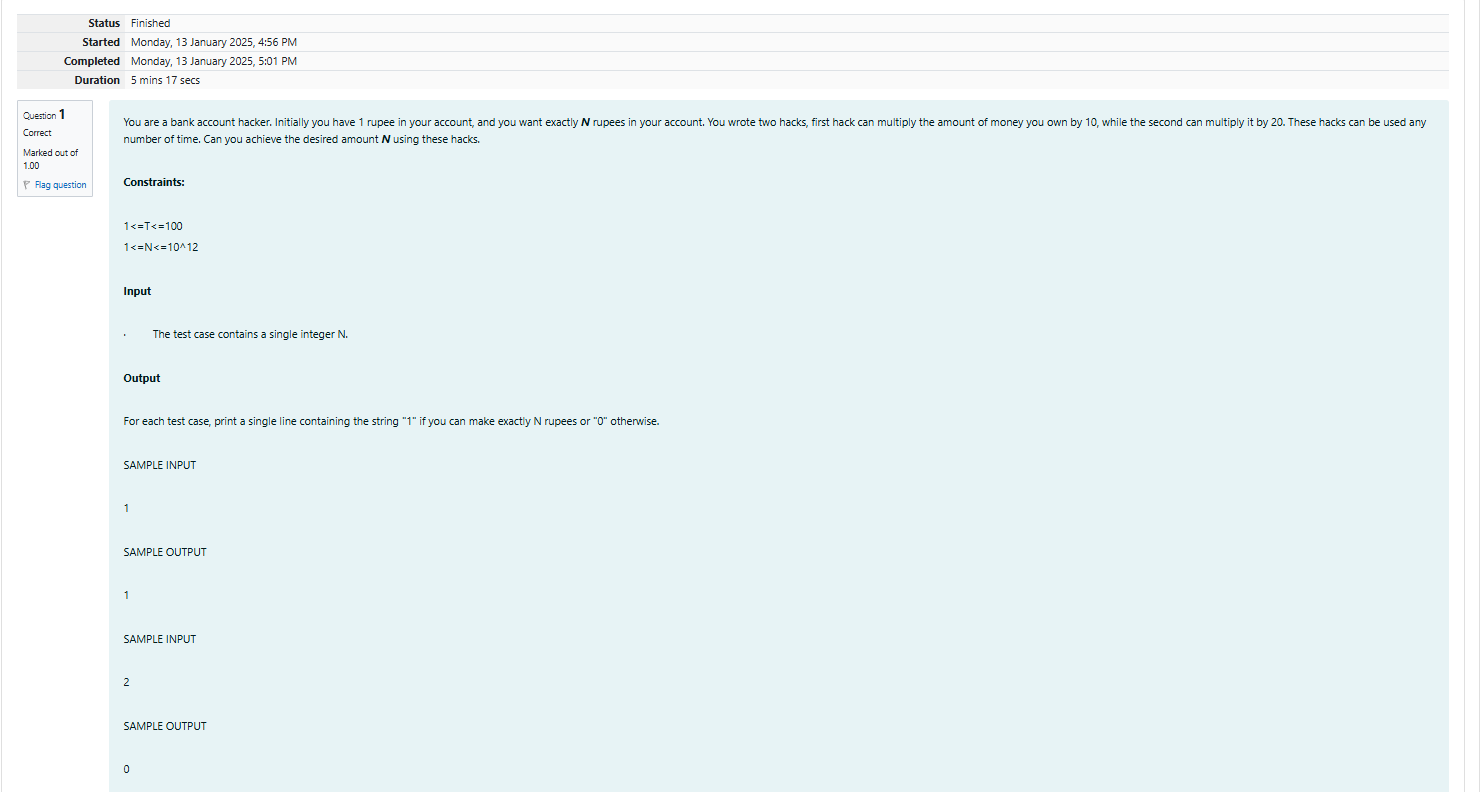 Status Finished
Started Monday, 13 January 2025, 4:56 PM
Completed Monday, 13 January 2025, 5:01 PM
Duration 5 mins 17 secs
Question 1
Correct
Marked out of
1.00
Flag question
You are a bank account hacker. Initially you have 1 rupee in your account, and you want exactly N rupees in your account. You wrote two hacks, first hack can multiply the amount of money you own by 10, while the second can multiply it by 20. These hacks can be used any
number of time. Can you achieve the desired amount N using these hacks.
Constraints:
1<=T<=100
1<=N<=10^12
Input
· The test case contains a single integer N.
Output
For each test case, print a single line containing the string "1" if you can make exactly N rupees or "0" otherwise.
SAMPLE INPUT
1
SAMPLE OUTPUT
1
SAMPLE INPUT
2
SAMPLE OUTPUT
0